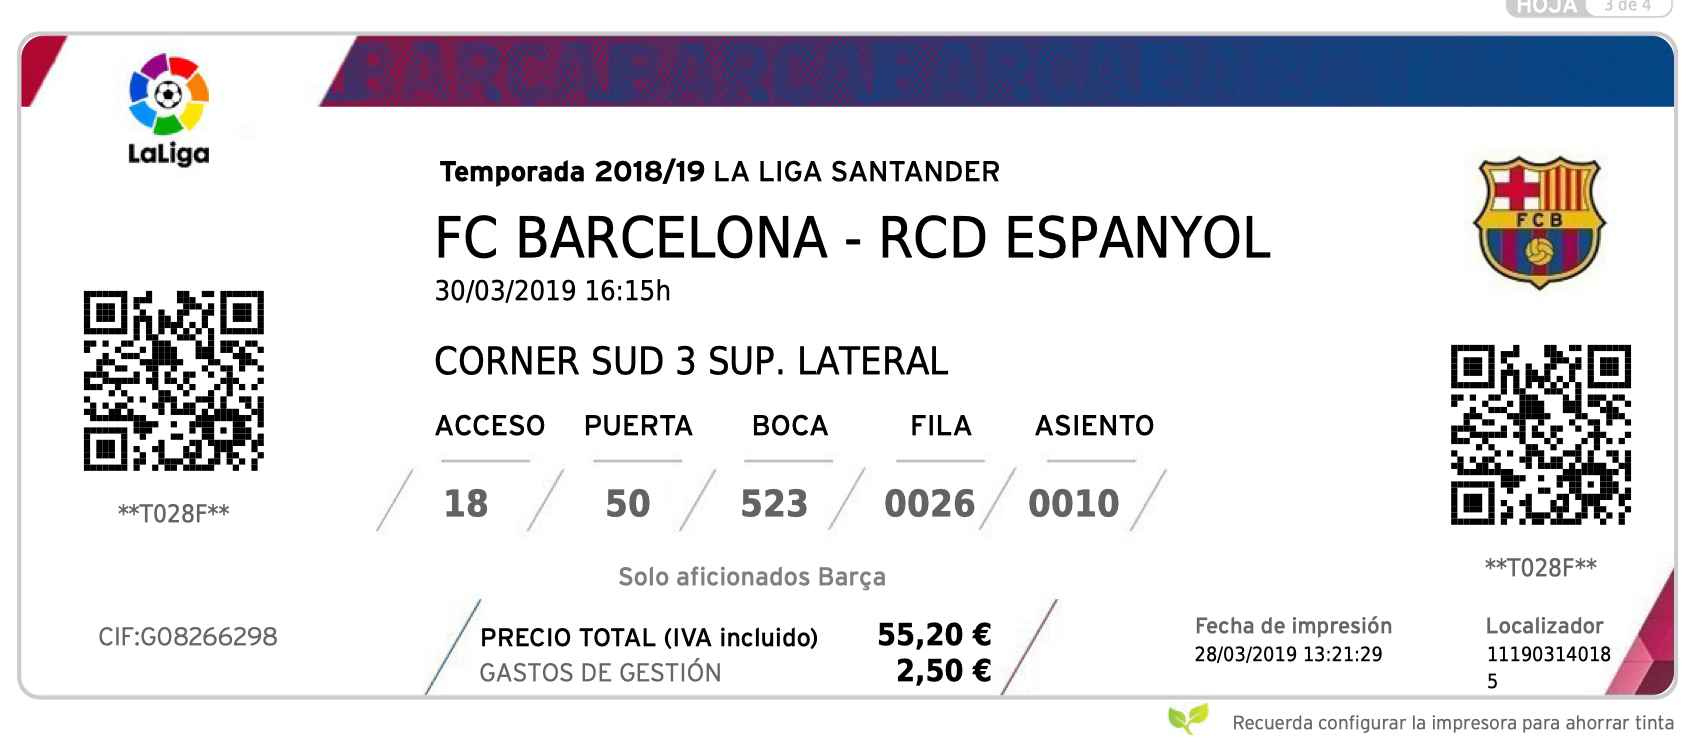 HOJA 3 de 4
LaLiga
Temporada 2018/19 LA LIGA SANTANDER
FC BARCELONA - RCD ESPANYOL
30/03/2019 16:15h
FCB
CORNER SUD 3 SUP. LATERAL
ACCESO PUERTA BOCA FILA ASIENTO
18 50 523 0026 0010
**T028F**
**T028F**
Solo aficionados Barça
CIF:G08266298
PRECIO TOTAL (IVA incluido) 55,20 €
GASTOS DE GESTIÓN 2,50 €
Fecha de impresión
28/03/2019 13:21:29
Localizador
11190314018
5
Recuerda configurar la impresora para ahorrar tinta